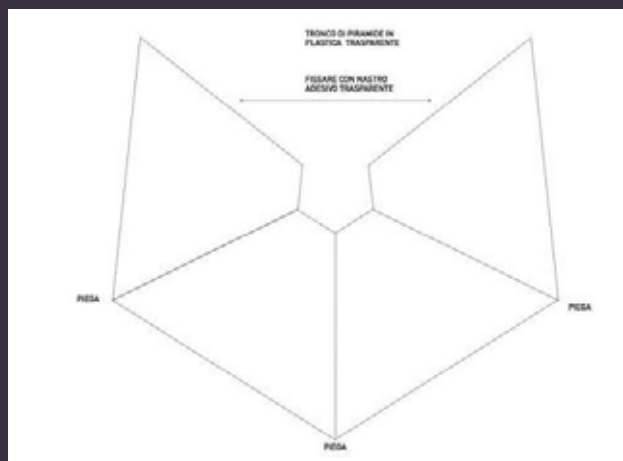 TRONCO DI PIRAMIDE IN
PLASTICA TRASPARENTE
FISSARE CON NASTRO
ADESIVO TRASPARENTE
PIEGA
PIEGA
PIEGA